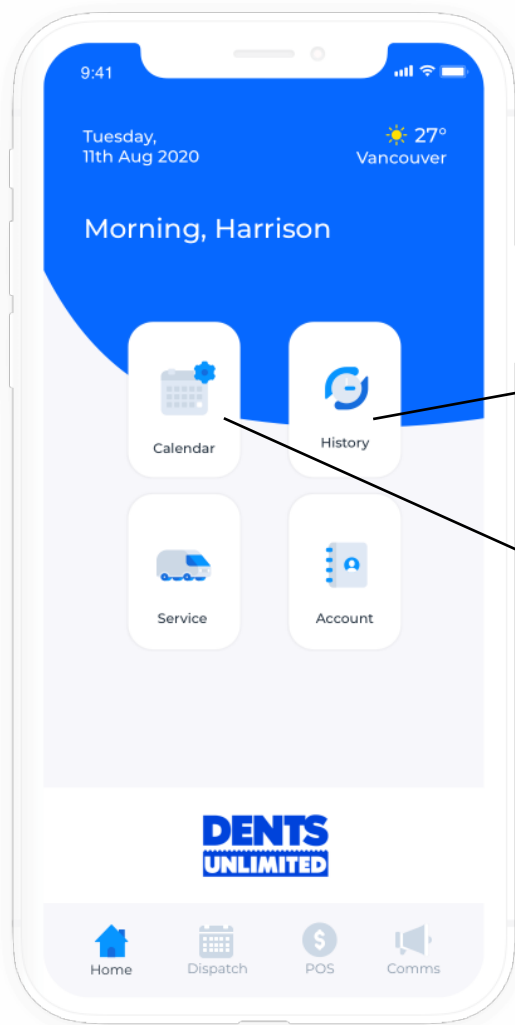 9:41
Tuesday,
11th Aug 2020
27°
Vancouver
Morning, Harrison
Calendar
History
Service
Account
DENTS
UNLIMITED
Home
Dispatch
POS
Comms